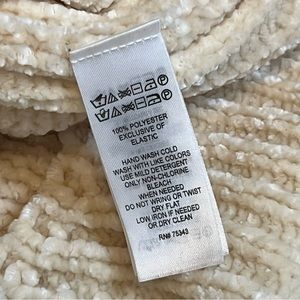 100% POLYESTER
EXCLUSIVE OF
ELASTIC
HAND WASH COLD
WASH WITH LIKE COLORS
USE MILD DETERGENT
ONLY NON-CHLORINE
BLEACH
WHEN NEEDED
DO NOT WRING OR TWIST
DRY FLAT
LOW IRON IF NEEDED
OR DRY CLEAN
RN# 75343